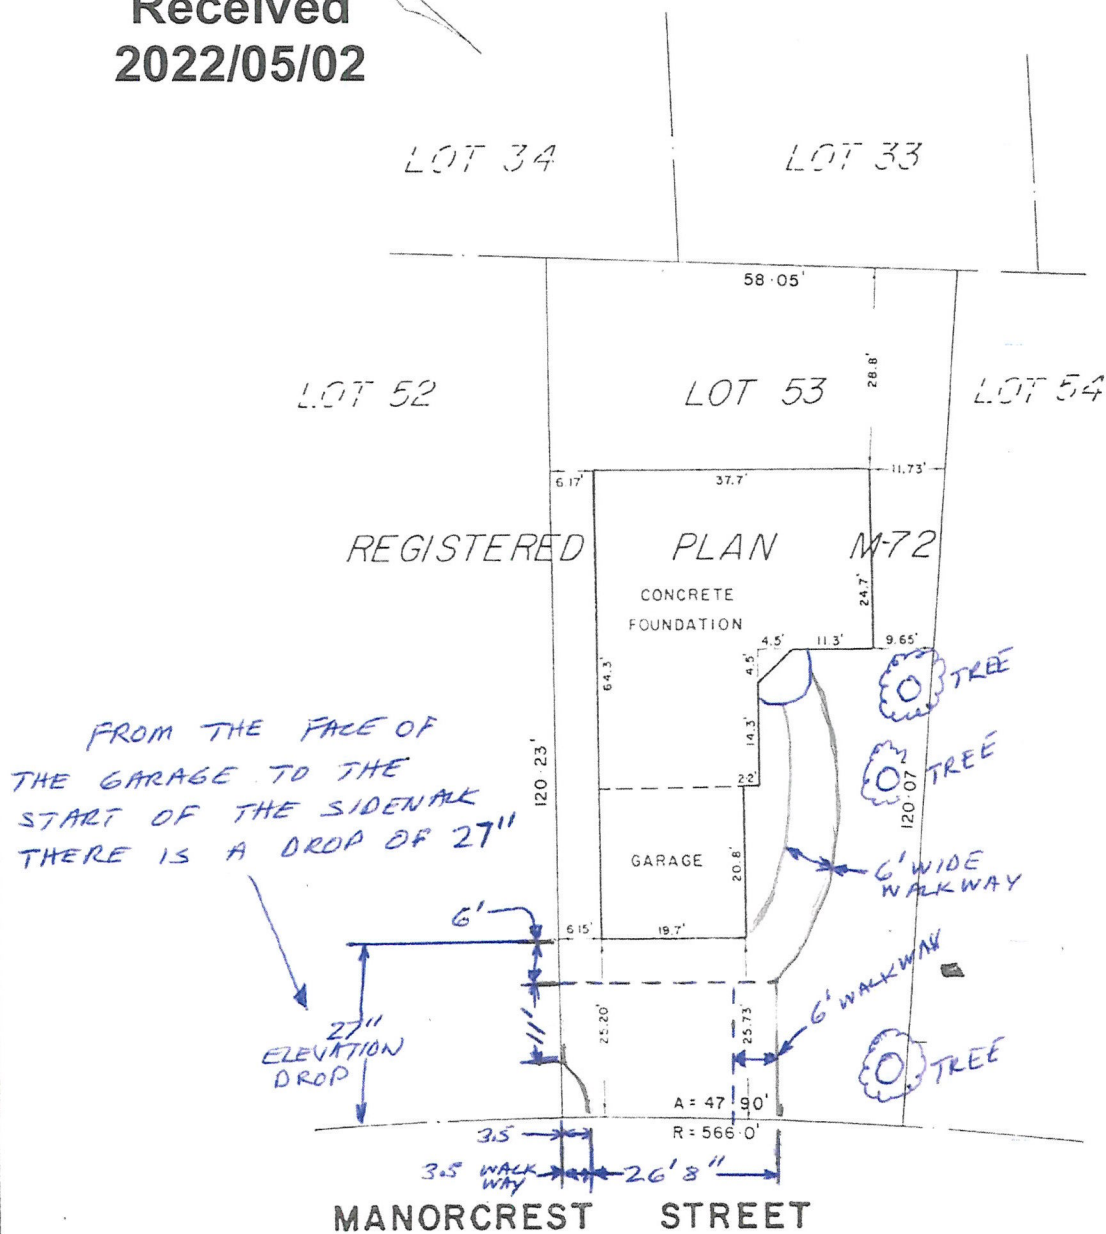 Received
2022/05/02
LOT 34
LOT 33
58·05'
28.8'
LOT 52
LOT 53
LOT 54
6.17'
37.7'
11.73'
REGISTERED PLAN M-72
CONCRETE
FOUNDATION
24.7'
4.5'
11.3'
9.65'
4.5'
64.3'
14.3'
TREE
TREE
FROM THE FACE OF
THE GARAGE TO THE
START OF THE SIDEWALK
THERE IS A DROP OF 27"
120·23'
2.2'
120·07
GARAGE
20.8'
6' WIDE
WALKWAY
6'
6.15'
19.7'
6' WALKWAY
11'
25.20'
25.73'
27"
ELEVATION
DROP
TREE
A = 47·90'
R = 566·0'
3.5
3.5 WALK
WAY
26'8"
MANORCREST STREET